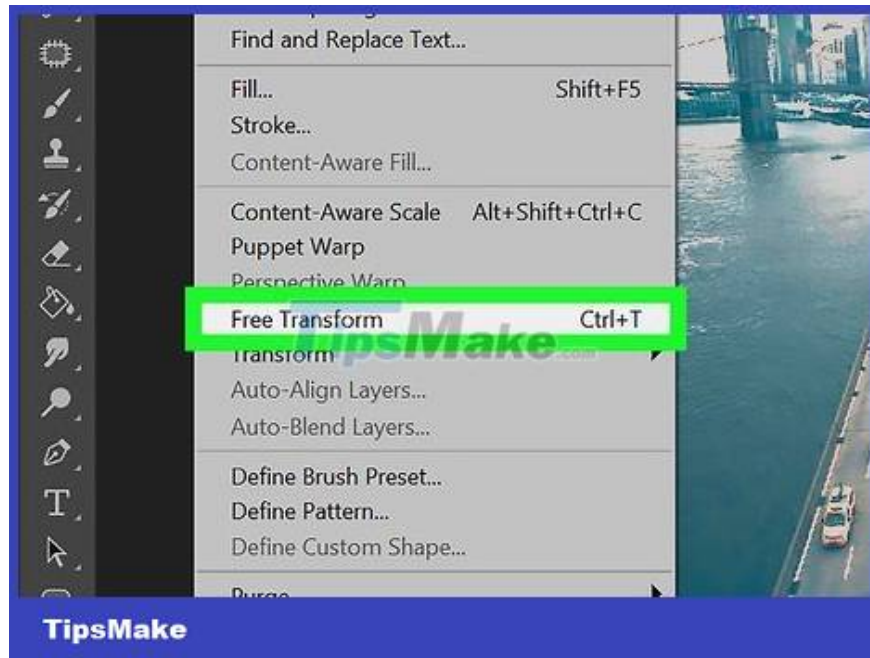 Find and Replace Text...
Fill... Shift+F5
Stroke...
Content-Aware Fill...
Content-Aware Scale Alt+Shift+Ctrl+C
Puppet Warp
Perspective Warp
Free Transform Ctrl+T
Transform
TipsMake.com
Auto-Align Layers...
Auto-Blend Layers...
Define Brush Preset...
Define Pattern...
Define Custom Shape...
Purge
T
TipsMake